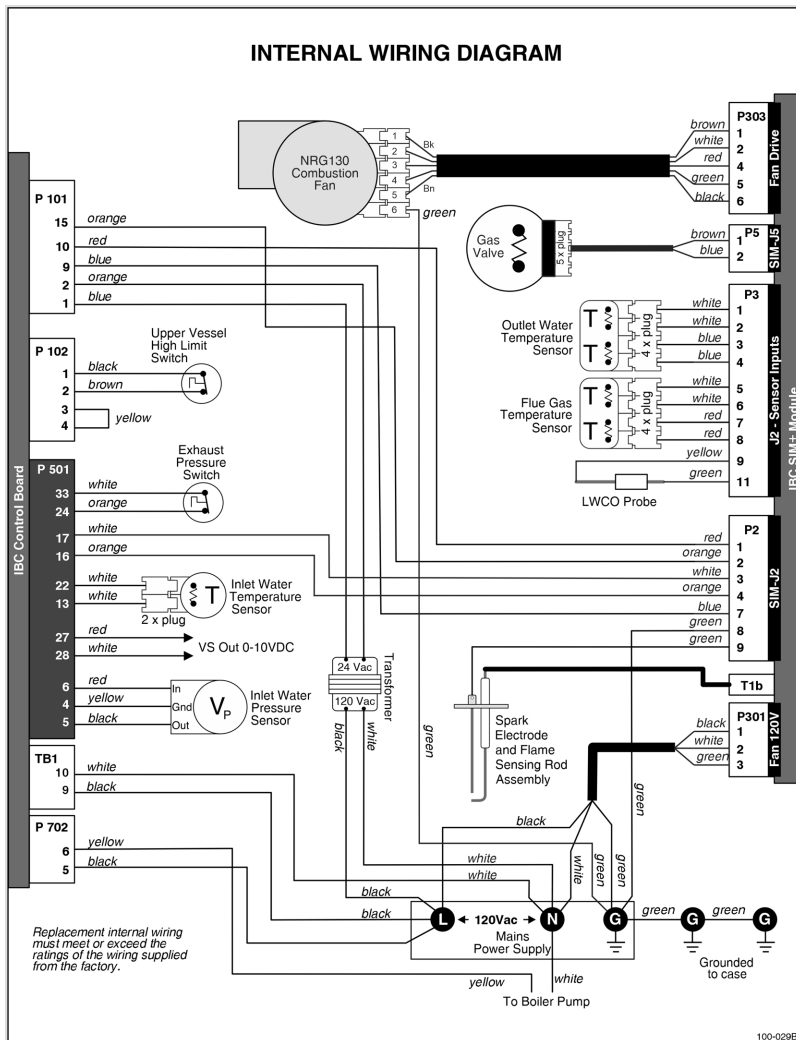 INTERNAL WIRING DIAGRAM
IBC Control Board
P 101
15 orange
10 red
9 blue
2 orange
1 blue
P 102
1 black
2 brown
3
4
yellow
Upper Vessel
High Limit
Switch
P 501
33 white
24 orange
17 white
16 orange
22 white
13 white
27 red
28 white
6 red
4 yellow
5 black
Exhaust
Pressure
Switch
T
2 x plug
Inlet Water
Temperature
Sensor
VS Out 0-10VDC
In
Gnd
Out
VP
Inlet Water
Pressure
Sensor
TB1
10 white
9 black
P 702
6 yellow
5 black
NRG130
Combustion
Fan
1
2
3
4
5
6
Bk
Bn
green
brown
white
red
green
black
P303
1
2
4
5
6
Fan Drive
Gas
Valve
5 x plug
brown
blue
P5
1
2
SIM-J5
Outlet Water
Temperature
Sensor
T
T
4 x plug
Flue Gas
Temperature
Sensor
T
T
4 x plug
LWCO Probe
P3
white 1
white 2
blue 3
blue 4
white 5
white 6
red 7
red 8
yellow 9
green 11
J2 - Sensor Inputs
IBC SIM± Module
P2
red 1
orange 2
white 3
orange 4
blue 7
green 8
green 9
SIM-J2
T1b
P301
black 1
white 2
green 3
Fan 120V
24 Vac
120 Vac
Transformer
black
white
green
Spark
Electrode
and Flame
Sensing Rod
Assembly
green
black
white
white
white
green
green
black
black
L
120Vac
N
G
green
G
green
G
Mains
Power Supply
Grounded
to case
yellow
white
To Boiler Pump
Replacement internal wiring
must meet or exceed the
ratings of the wiring supplied
from the factory.
100-029B